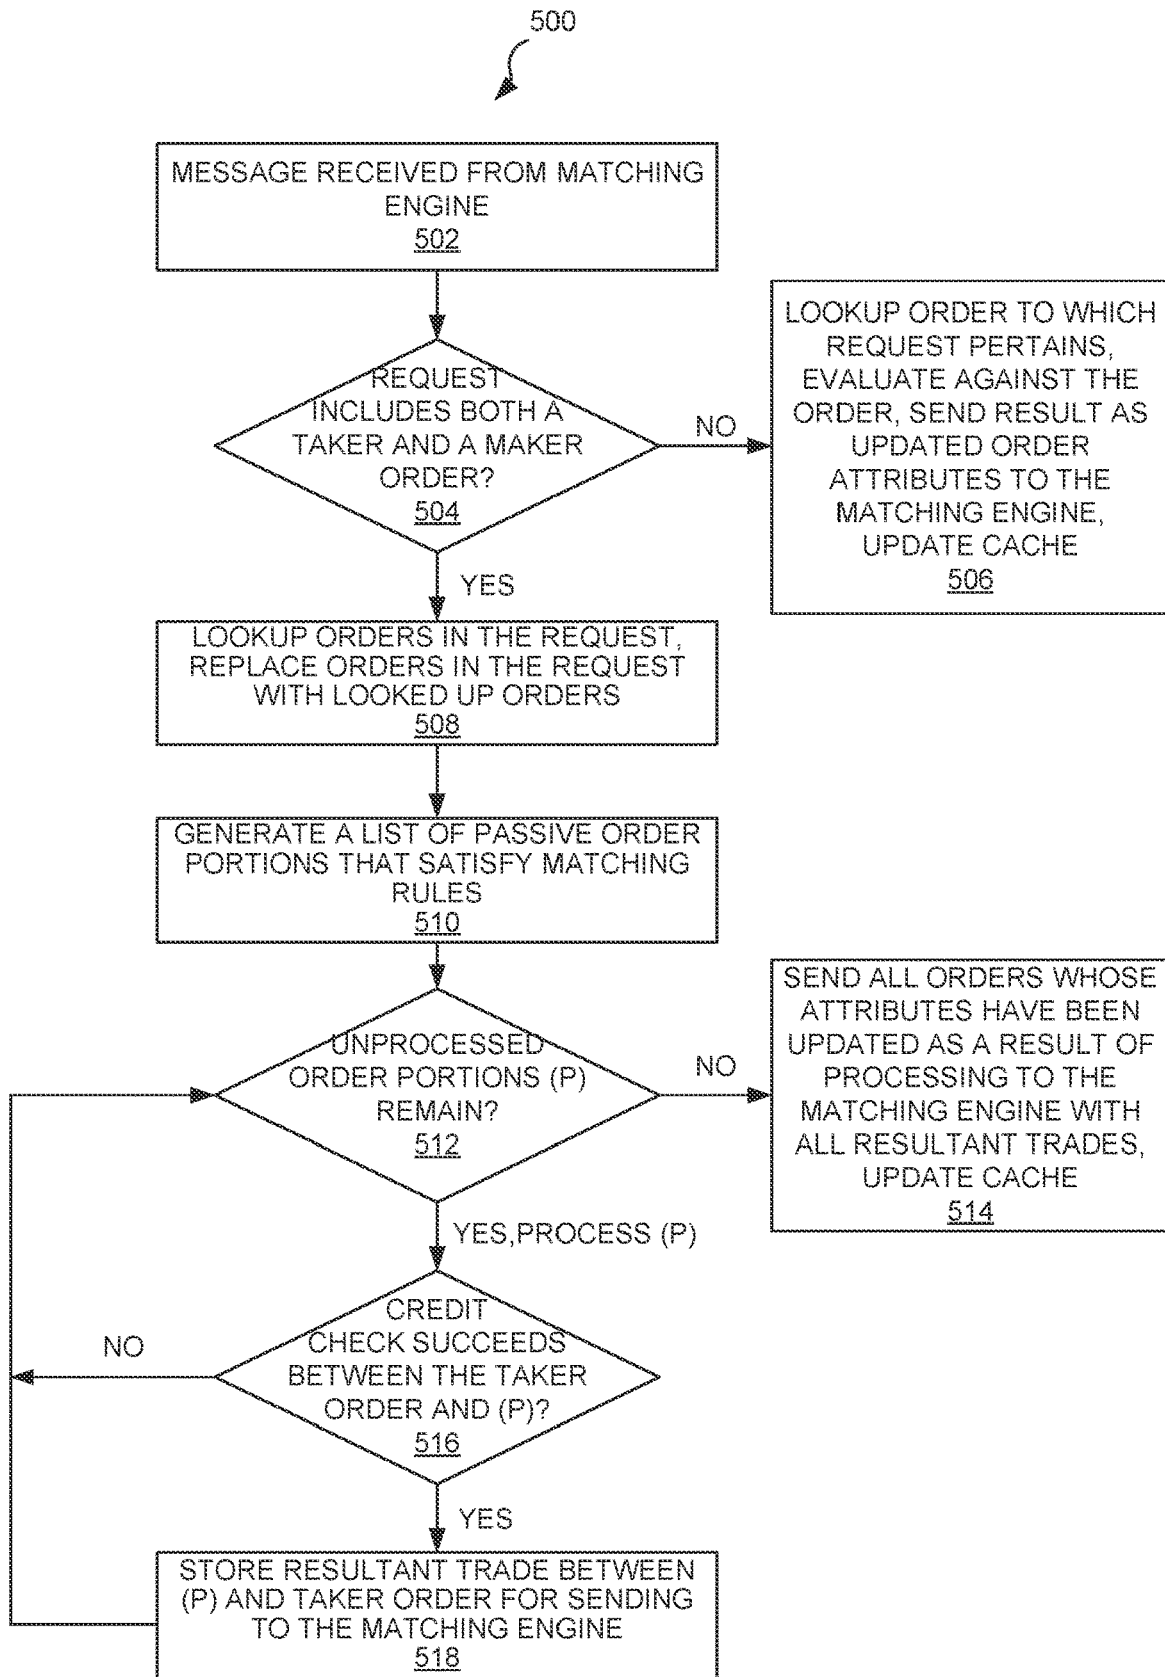 500
MESSAGE RECEIVED FROM MATCHING
ENGINE
502
REQUEST
INCLUDES BOTH A
TAKER AND A MAKER
ORDER?
504
NO
LOOKUP ORDER TO WHICH
REQUEST PERTAINS,
EVALUATE AGAINST THE
ORDER, SEND RESULT AS
UPDATED ORDER
ATTRIBUTES TO THE
MATCHING ENGINE,
UPDATE CACHE
506
YES
LOOKUP ORDERS IN THE REQUEST,
REPLACE ORDERS IN THE REQUEST
WITH LOOKED UP ORDERS
508
GENERATE A LIST OF PASSIVE ORDER
PORTIONS THAT SATISFY MATCHING
RULES
510
UNPROCESSED
ORDER PORTIONS (P)
REMAIN?
512
NO
SEND ALL ORDERS WHOSE
ATTRIBUTES HAVE BEEN
UPDATED AS A RESULT OF
PROCESSING TO THE
MATCHING ENGINE WITH
ALL RESULTANT TRADES,
UPDATE CACHE
514
YES,PROCESS (P)
CREDIT
CHECK SUCCEEDS
BETWEEN THE TAKER
ORDER AND (P)?
516
NO
YES
STORE RESULTANT TRADE BETWEEN
(P) AND TAKER ORDER FOR SENDING
TO THE MATCHING ENGINE
518